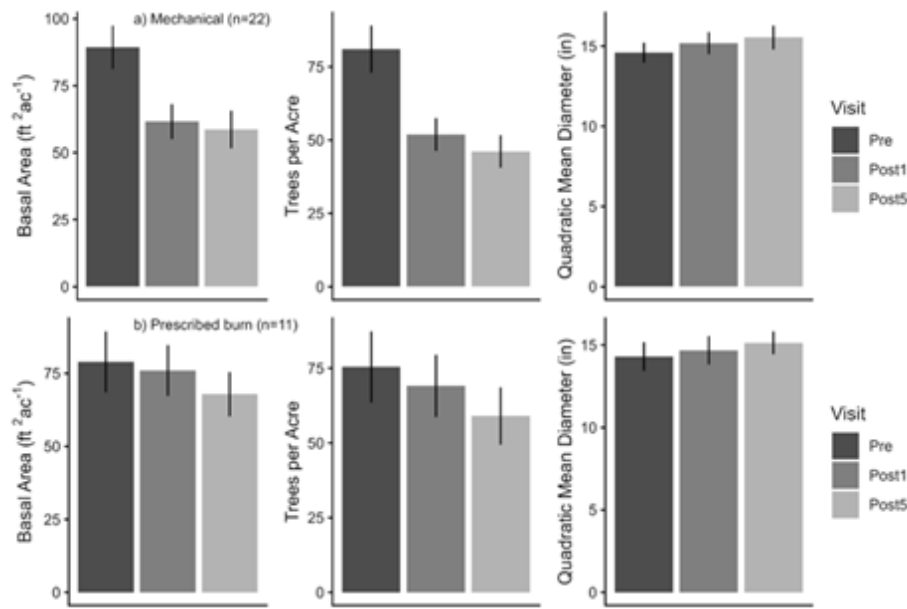 a) Mechanical (n=22)
Basal Area (ft ²ac⁻¹)
100
75
50
25
0
Trees per Acre
75
50
25
0
Quadratic Mean Diameter (in)
15
10
5
0
Visit
Pre
Post1
Post5
b) Prescribed burn (n=11)
Basal Area (ft ²ac⁻¹)
75
50
25
0
Trees per Acre
75
50
25
0
Quadratic Mean Diameter (in)
15
10
5
0
Visit
Pre
Post1
Post5